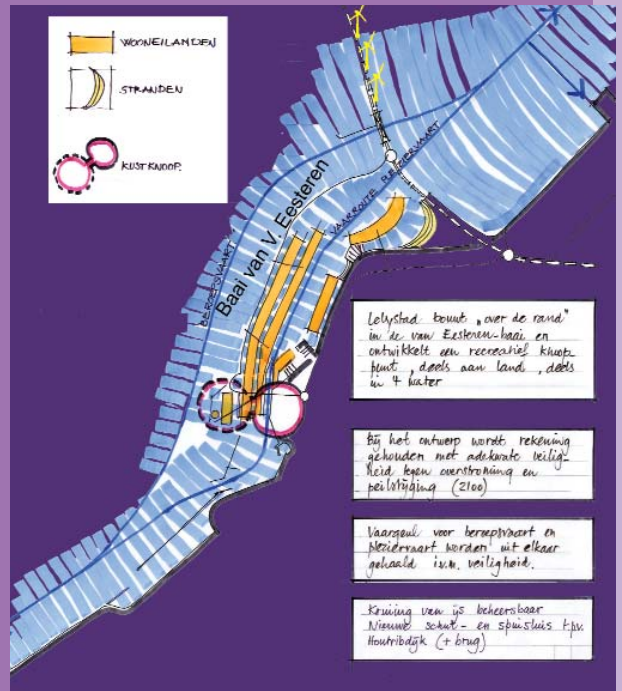 WOONEILANDEN
STRANDEN
KUSTKNOOP.
BEROEPSVAART
Baai van V. Eesteren
VAARROUTE PLEZIERVAART
Lelystad bouwt „over de rand"
in de van Eesteren-baai en
ontwikkelt een recreatief knoop
punt, deels aan land, deels
in 't water
Bij het ontwerp wordt rekening
gehouden met adekwate veilig-
heid tegen overstroming en
peilstijging (2100)
Vaargeul voor beroepsvaart en
pleziervaart worden uit elkaar
gehaald i.v.m. veiligheid.
Kruiing van ijs beheersbaar
Nieuwe schut- en spuisluis t.p.v.
Houtribdijk (+ brug)